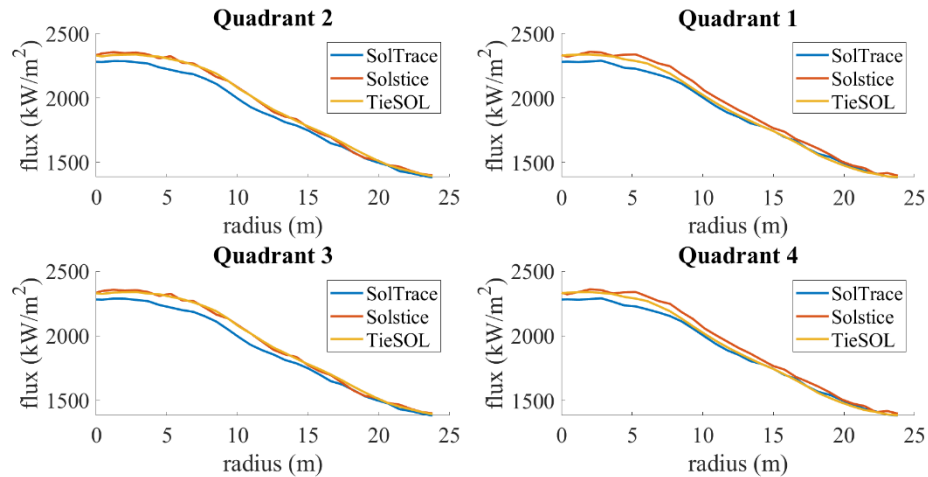 Quadrant 2
2500
2000
1500
flux (kW/m²)
SolTrace
Solstice
TieSOL
0 5 10 15 20 25
radius (m)
Quadrant 1
2500
2000
1500
flux (kW/m²)
SolTrace
Solstice
TieSOL
0 5 10 15 20 25
radius (m)
Quadrant 3
2500
2000
1500
flux (kW/m²)
SolTrace
Solstice
TieSOL
0 5 10 15 20 25
radius (m)
Quadrant 4
2500
2000
1500
flux (kW/m²)
SolTrace
Solstice
TieSOL
0 5 10 15 20 25
radius (m)